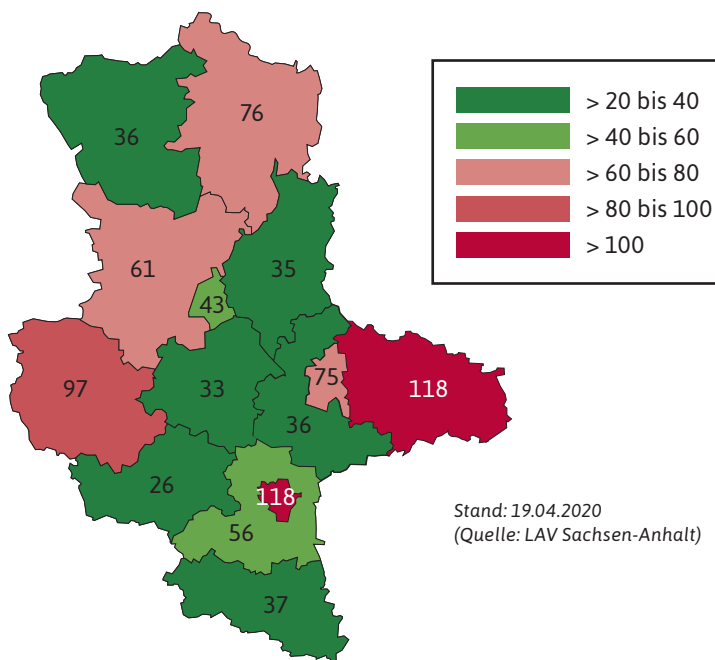 76
36
61
35
43
97
33
75
118
36
26
118
56
37
> 20 bis 40
> 40 bis 60
> 60 bis 80
> 80 bis 100
> 100
Stand: 19.04.2020
(Quelle: LAV Sachsen-Anhalt)